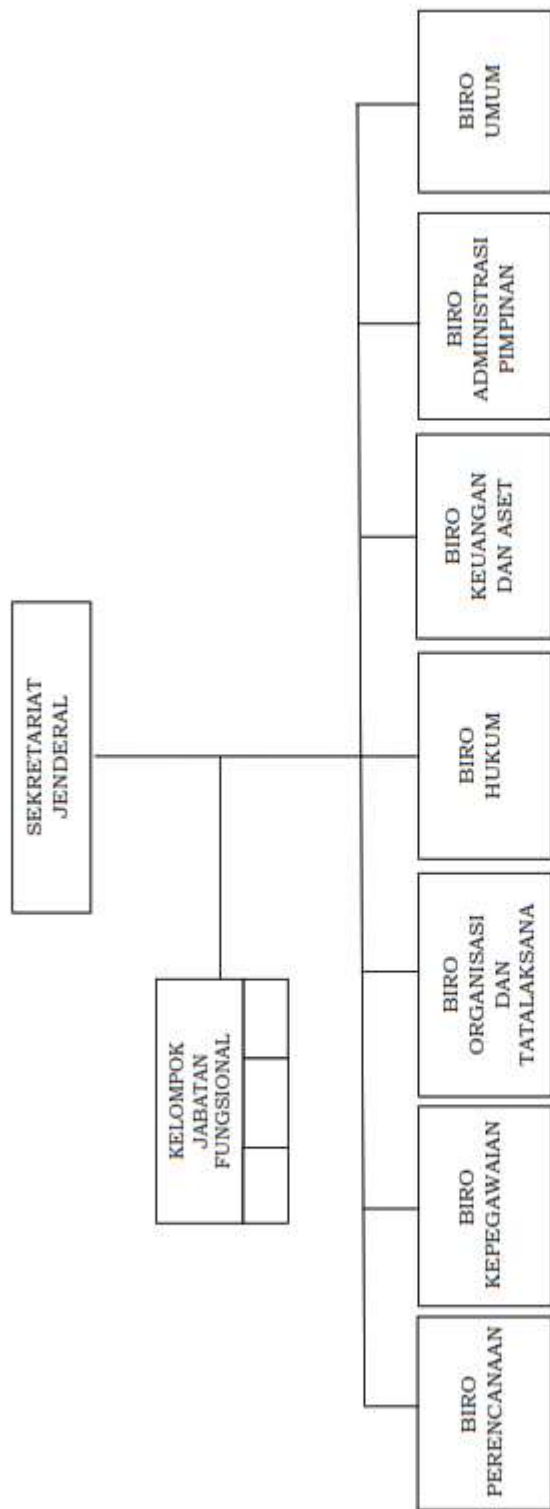 SEKRETARIAT
JENDERAL
KELOMPOK
JABATAN
FUNGSIONAL
BIRO
PERENCANAAN
BIRO
KEPEGAWAIAN
BIRO
ORGANISASI
DAN
TATALAKSANA
BIRO
HUKUM
BIRO
KEUANGAN
DAN ASET
BIRO
ADMINISTRASI
PIMPINAN
BIRO
UMUM